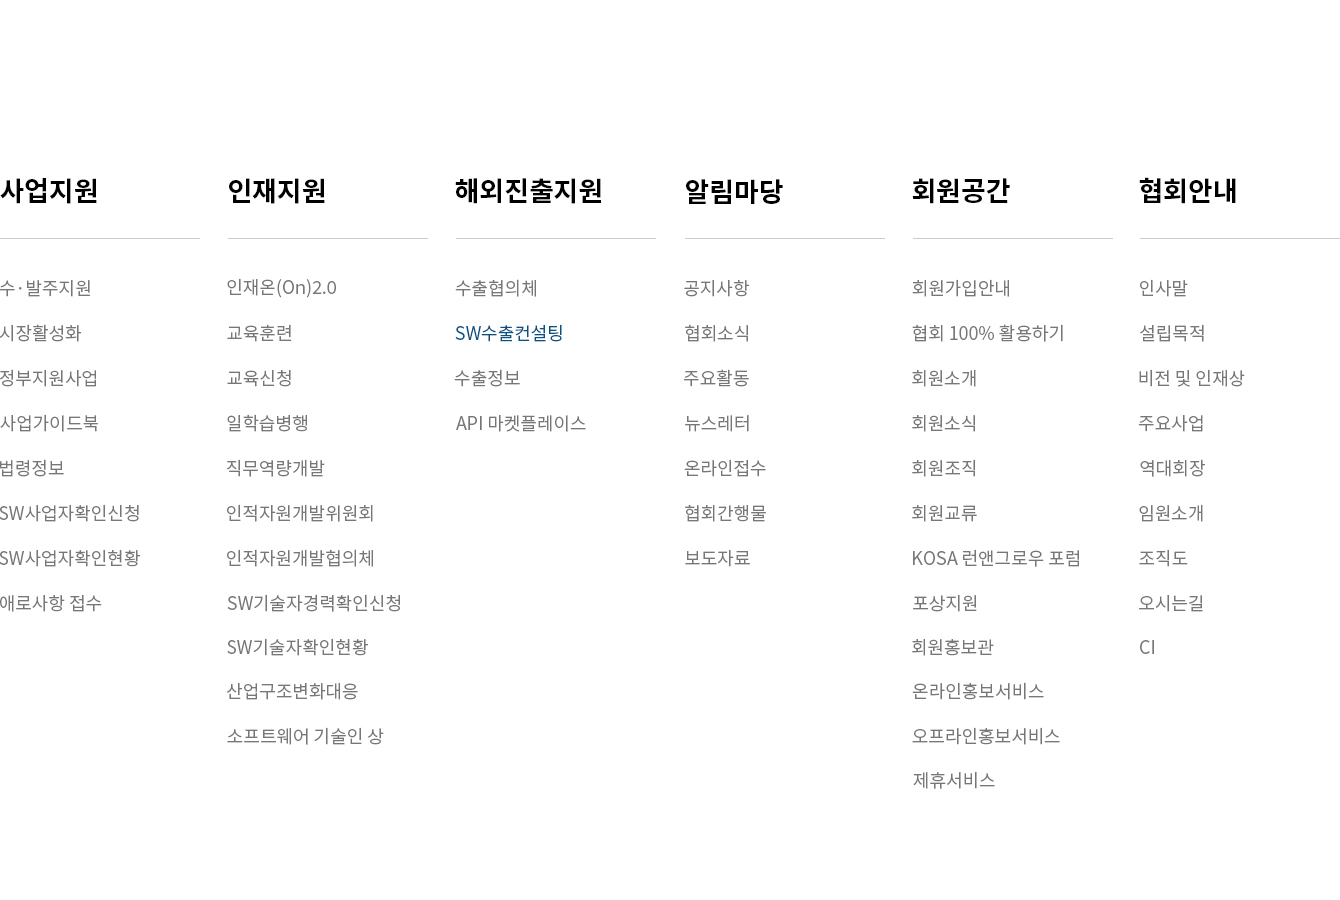 사업지원
수·발주지원
시장활성화
정부지원사업
사업가이드북
법령정보
SW사업자확인신청
SW사업자확인현황
애로사항 접수
인재지원
인재온(On)2.0
교육훈련
교육신청
일학습병행
직무역량개발
인적자원개발위원회
인적자원개발협의체
SW기술자경력확인신청
SW기술자확인현황
산업구조변화대응
소프트웨어 기술인 상
해외진출지원
수출협의체
SW수출컨설팅
수출정보
API 마켓플레이스
알림마당
공지사항
협회소식
주요활동
뉴스레터
온라인접수
협회간행물
보도자료
회원공간
회원가입안내
협회 100% 활용하기
회원소개
회원소식
회원조직
회원교류
KOSA 런앤그로우 포럼
포상지원
회원홍보관
온라인홍보서비스
오프라인홍보서비스
제휴서비스
협회안내
인사말
설립목적
비전 및 인재상
주요사업
역대회장
임원소개
조직도
오시는길
CI